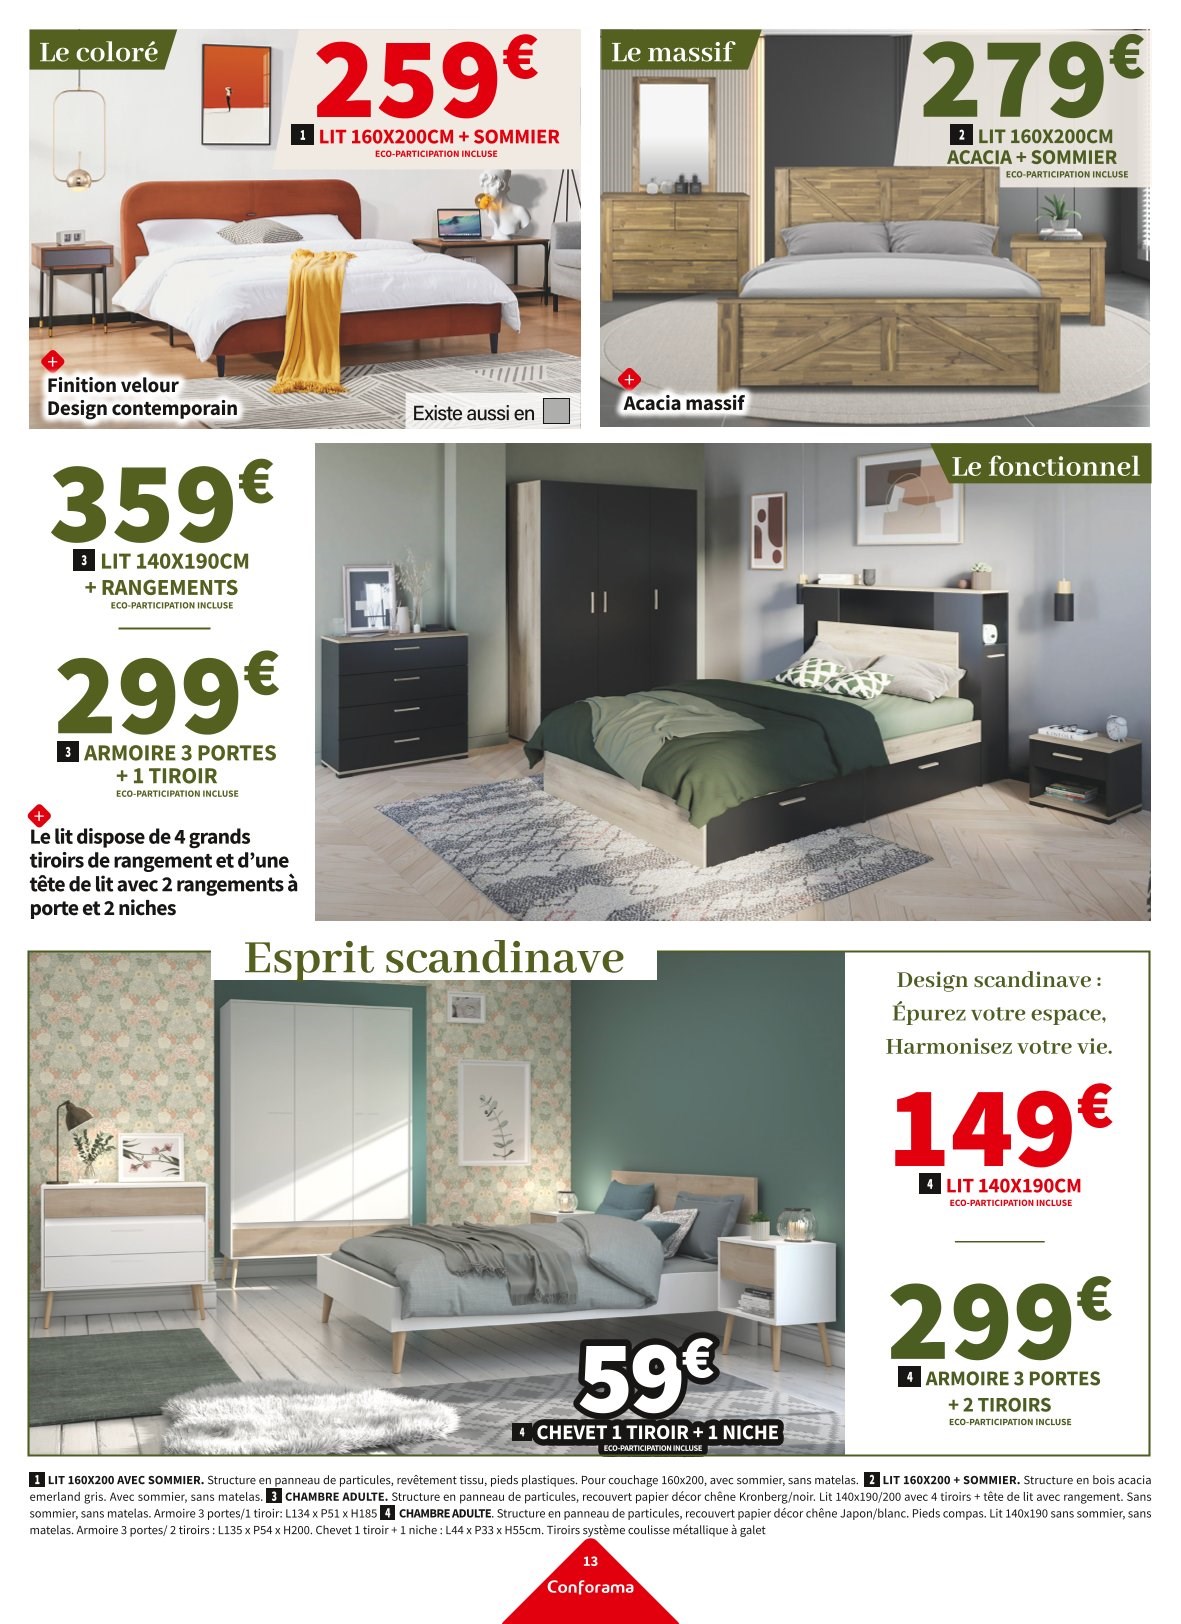 Le coloré
259€
1 LIT 160X200CM + SOMMIER
ECO-PARTICIPATION INCLUSE
+
Finition velour
Design contemporain
Existe aussi en
Le massif
279€
2 LIT 160X200CM
ACACIA + SOMMIER
ECO-PARTICIPATION INCLUSE
+
Acacia massif
359€
3 LIT 140X190CM
+ RANGEMENTS
ECO-PARTICIPATION INCLUSE
299€
3 ARMOIRE 3 PORTES
+ 1 TIROIR
ECO-PARTICIPATION INCLUSE
+
Le lit dispose de 4 grands
tiroirs de rangement et d’une
tête de lit avec 2 rangements à
porte et 2 niches
Le fonctionnel
Esprit scandinave
Design scandinave :
Épurez votre espace,
Harmonisez votre vie.
149€
4 LIT 140X190CM
ECO-PARTICIPATION INCLUSE
299€
4 ARMOIRE 3 PORTES
+ 2 TIROIRS
ECO-PARTICIPATION INCLUSE
59€
4 CHEVET 1 TIROIR + 1 NICHE
ECO-PARTICIPATION INCLUSE
1 LIT 160X200 AVEC SOMMIER. Structure en panneau de particules, revêtement tissu, pieds plastiques. Pour couchage 160x200, avec sommier, sans matelas. 2 LIT 160X200 + SOMMIER. Structure en bois acacia
emerland gris. Avec sommier, sans matelas. 3 CHAMBRE ADULTE. Structure en panneau de particules, recouvert papier décor chêne Kronberg/noir. Lit 140x190/200 avec 4 tiroirs + tête de lit avec rangement. Sans
sommier, sans matelas. Armoire 3 portes/1 tiroir: L134 x P51 x H185 4 CHAMBRE ADULTE. Structure en panneau de particules, recouvert papier décor chêne Japon/blanc. Pieds compas. Lit 140x190 sans sommier, sans
matelas. Armoire 3 portes/ 2 tiroirs : L135 x P54 x H200. Chevet 1 tiroir + 1 niche : L44 x P33 x H55cm. Tiroirs système coulisse métallique à galet
13
Conforama